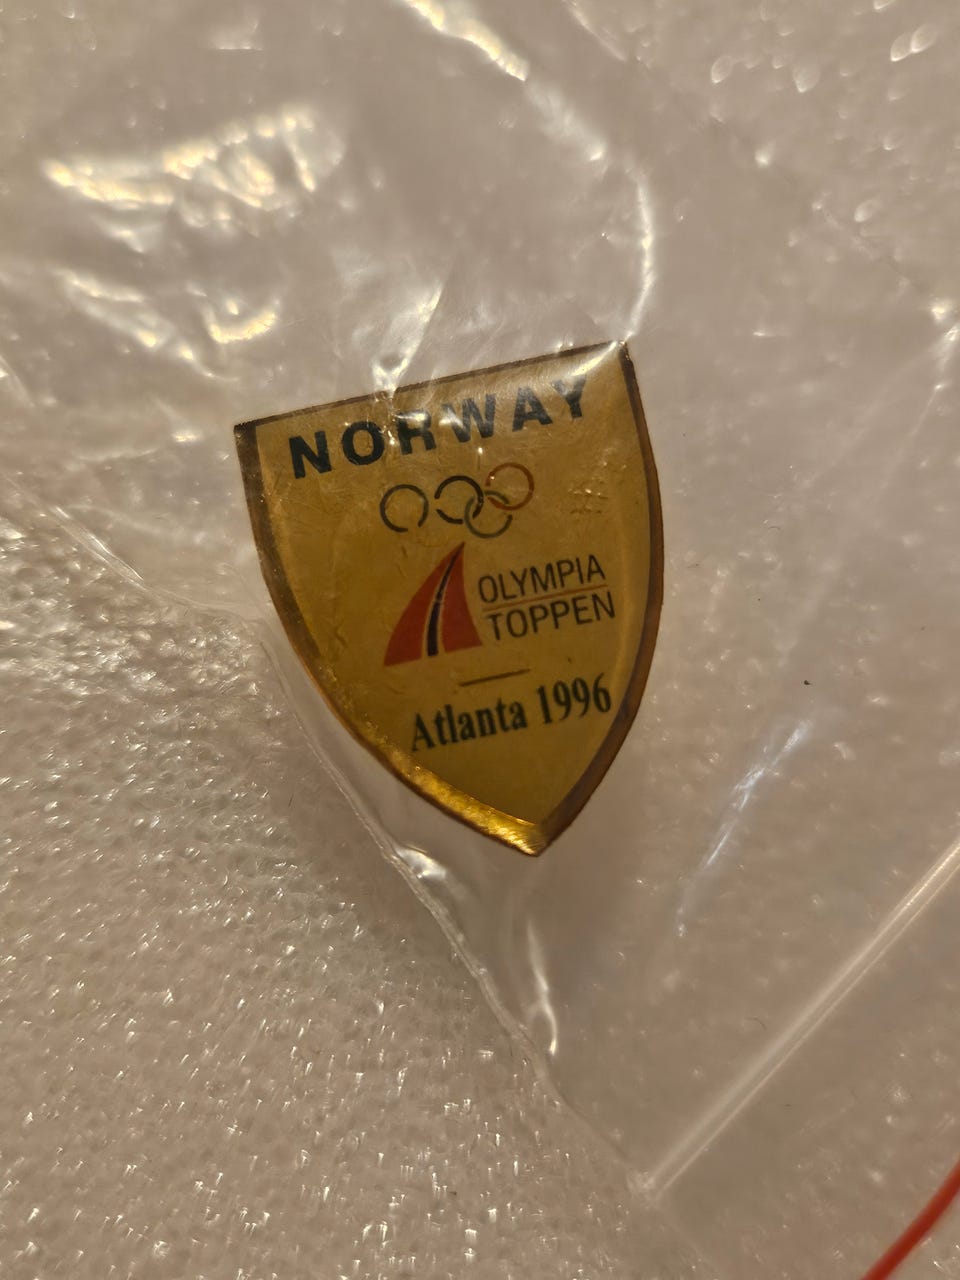 NORWAY
OLYMPIA
TOPPEN
Atlanta 1996